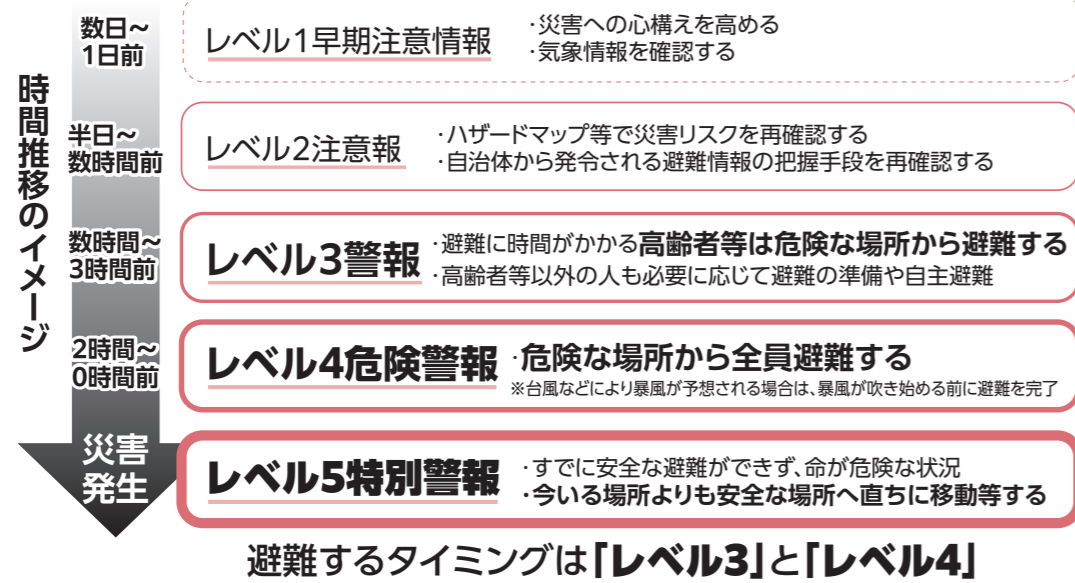 時間推移のイメージ
数日～
1日前
レベル1早期注意情報
・災害への心構えを高める
・気象情報を確認する
半日～
数時間前
レベル2注意報
・ハザードマップ等で災害リスクを再確認する
・自治体から発令される避難情報の把握手段を再確認する
数時間～
3時間前
レベル3警報
・避難に時間がかかる高齢者等は危険な場所から避難する
・高齢者等以外の人も必要に応じて避難の準備や自主避難
2時間～
0時間前
レベル4危険警報
・危険な場所から全員避難する
※台風などにより暴風が予想される場合は、暴風が吹き始める前に避難を完了
災害
発生
レベル5特別警報
・すでに安全な避難ができず、命が危険な状況
・今いる場所よりも安全な場所へ直ちに移動等する
避難するタイミングは「レベル3」と「レベル4」